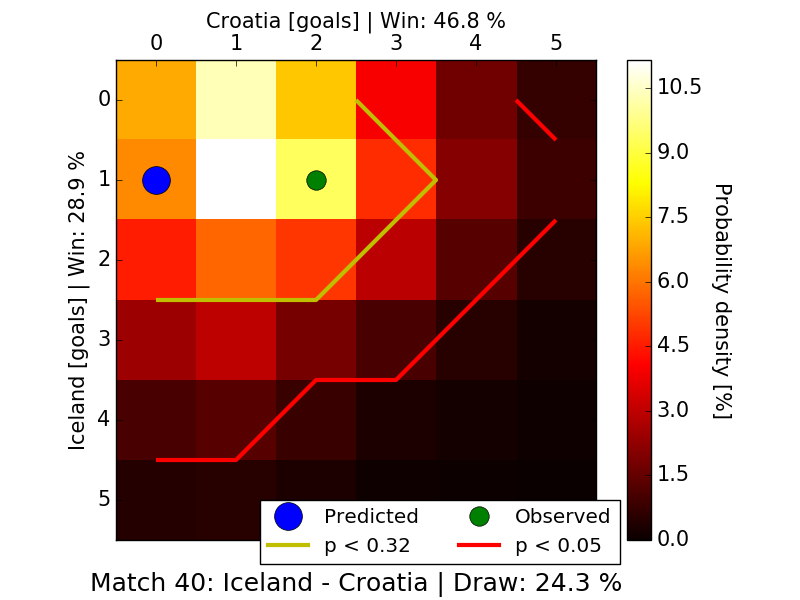 Croatia [goals] | Win: 46.8 %
0 1 2 3 4 5
Iceland [goals] | Win: 28.9 %
0
1
2
3
4
5
10.5
9.0
7.5
6.0
4.5
3.0
1.5
0.0
Probability density [%]
Predicted Observed
p < 0.32 p < 0.05
Match 40: Iceland - Croatia | Draw: 24.3 %